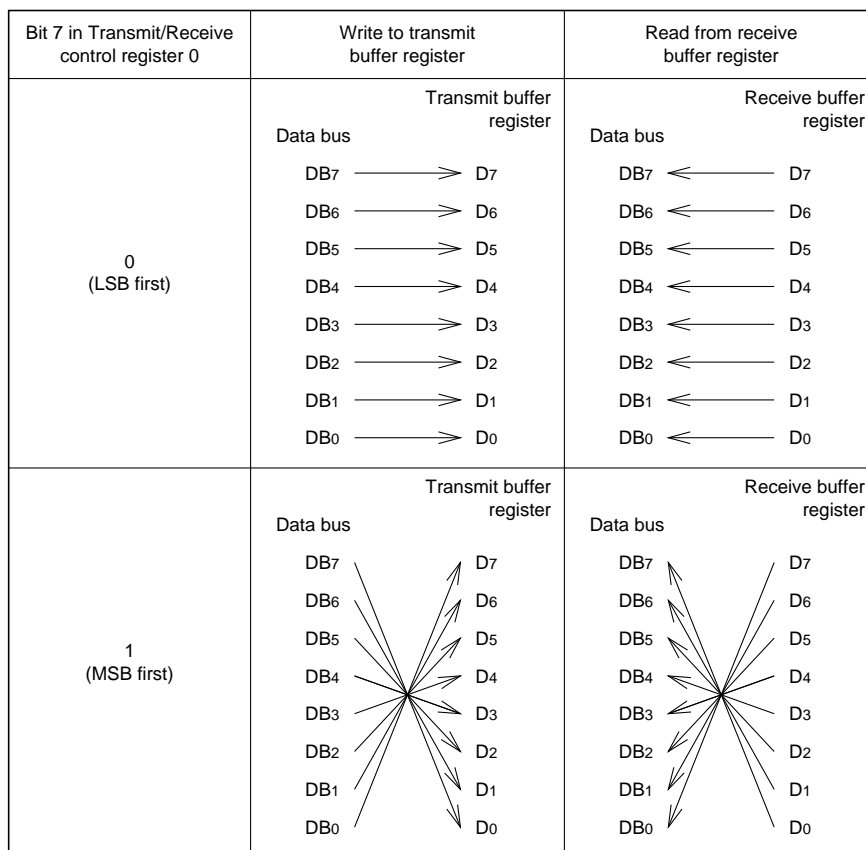 Bit 7 in Transmit/Receive
control register 0
Write to transmit
buffer register
Read from receive
buffer register
0
(LSB first)
Transmit buffer
register
Data bus
DB7 D7
DB6 D6
DB5 D5
DB4 D4
DB3 D3
DB2 D2
DB1 D1
DB0 D0
Receive buffer
register
Data bus
DB7 D7
DB6 D6
DB5 D5
DB4 D4
DB3 D3
DB2 D2
DB1 D1
DB0 D0
1
(MSB first)
Transmit buffer
register
Data bus
DB7 D7
DB6 D6
DB5 D5
DB4 D4
DB3 D3
DB2 D2
DB1 D1
DB0 D0
Receive buffer
register
Data bus
DB7 D7
DB6 D6
DB5 D5
DB4 D4
DB3 D3
DB2 D2
DB1 D1
DB0 D0